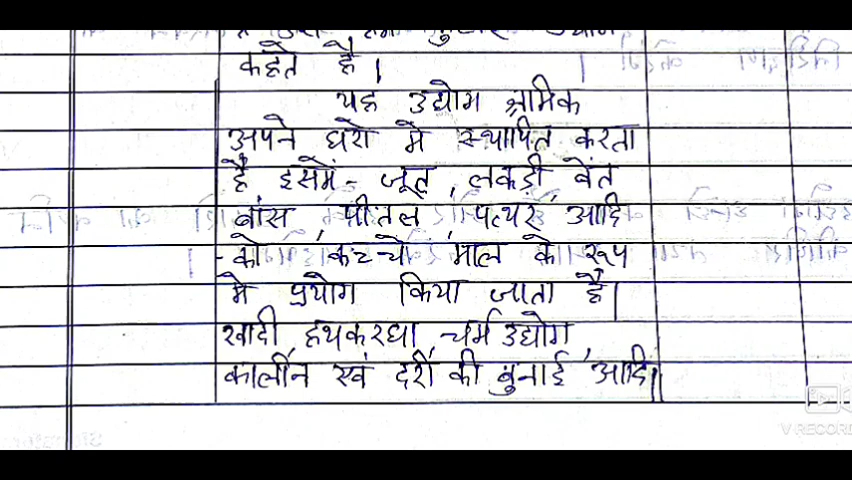 कहते है।
यह उद्योग श्रमिक
अपने घरो मे स्थापित करता
है इसमें - जूट, लकड़ी बेंत
बांस, पीतल, पत्थर, आदि
- को कच्चे माल के रूप
मे प्रयोग किया जाता है।
खादी, हथकरघा, चर्म उद्योग,
कालीन एवं दरी की बुनाई आदि॥
V RECOR